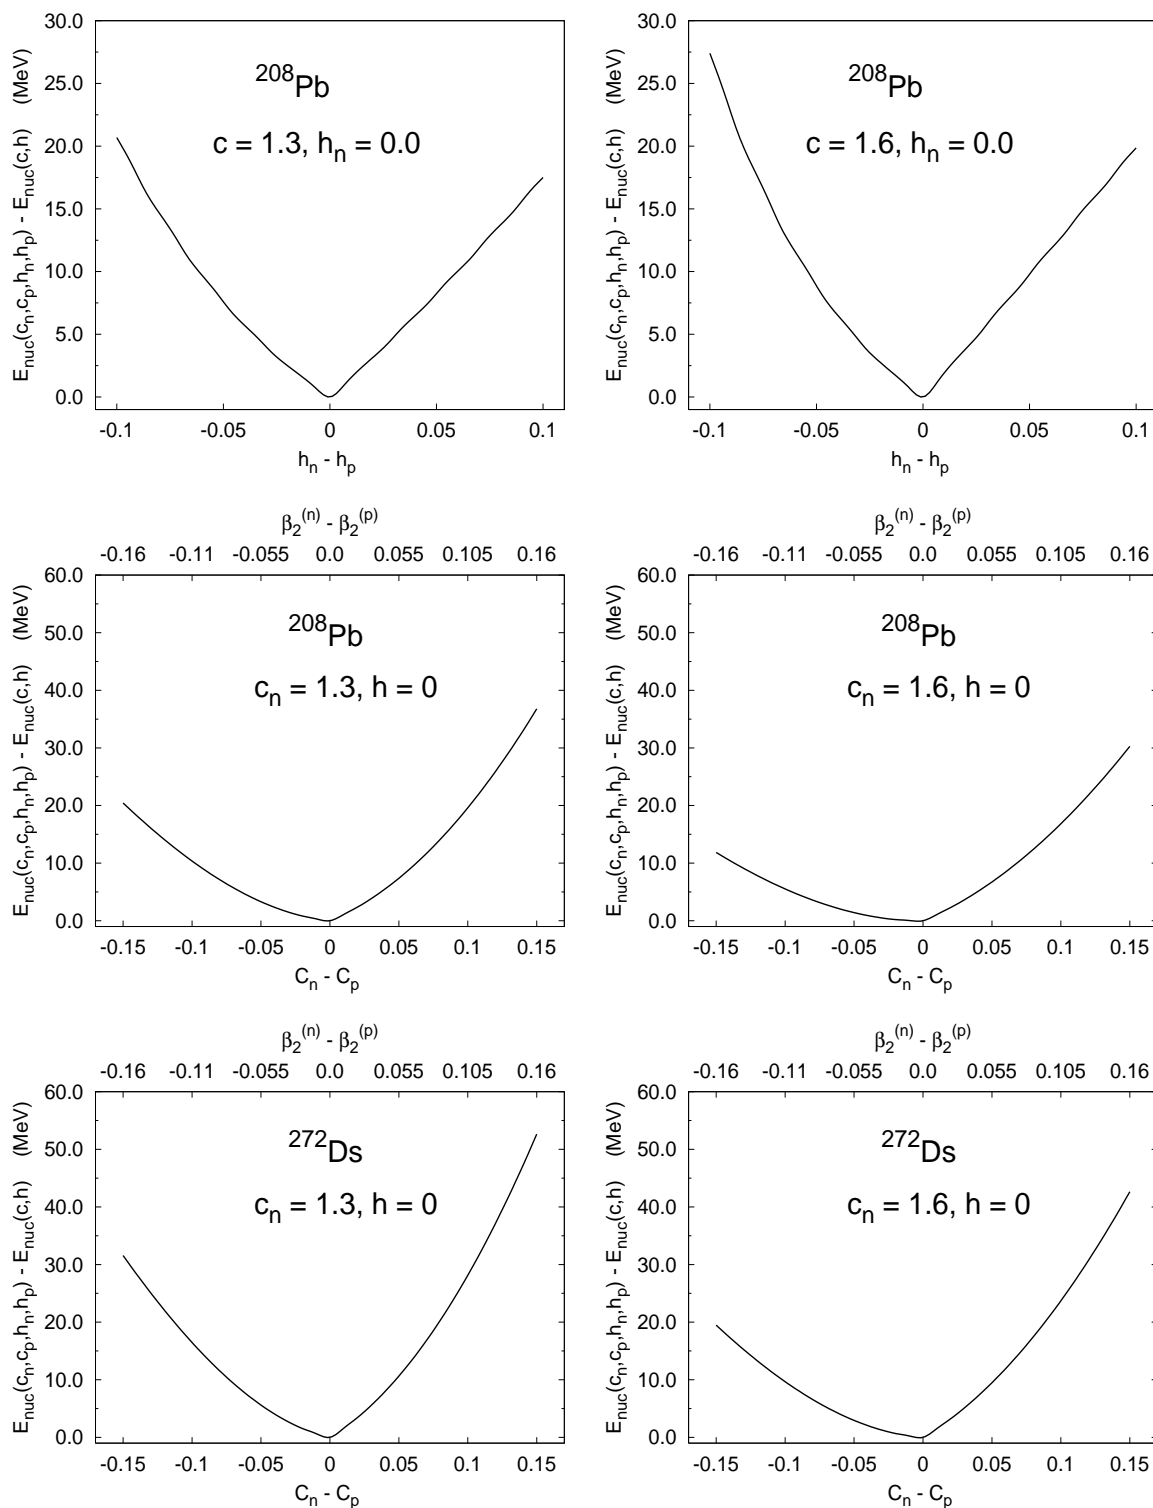 E_nuc(c_n,c_p,h_n,h_p) - E_nuc(c,h) (MeV)
30.0
25.0
20.0
15.0
10.0
5.0
0.0
208Pb
c = 1.3, h_n = 0.0
-0.1 -0.05 0 0.05 0.1
h_n - h_p
E_nuc(c_n,c_p,h_n,h_p) - E_nuc(c,h) (MeV)
30.0
25.0
20.0
15.0
10.0
5.0
0.0
208Pb
c = 1.6, h_n = 0.0
-0.1 -0.05 0 0.05 0.1
h_n - h_p
β_2^(n) - β_2^(p)
-0.16 -0.11 -0.055 0.0 0.055 0.105 0.16
E_nuc(c_n,c_p,h_n,h_p) - E_nuc(c,h) (MeV)
60.0
50.0
40.0
30.0
20.0
10.0
0.0
208Pb
c_n = 1.3, h = 0
-0.15 -0.1 -0.05 0 0.05 0.1 0.15
C_n - C_p
β_2^(n) - β_2^(p)
-0.16 -0.11 -0.055 0.0 0.055 0.105 0.16
E_nuc(c_n,c_p,h_n,h_p) - E_nuc(c,h) (MeV)
60.0
50.0
40.0
30.0
20.0
10.0
0.0
208Pb
c_n = 1.6, h = 0
-0.15 -0.1 -0.05 0 0.05 0.1 0.15
C_n - C_p
β_2^(n) - β_2^(p)
-0.16 -0.11 -0.055 0.0 0.055 0.105 0.16
E_nuc(c_n,c_p,h_n,h_p) - E_nuc(c,h) (MeV)
60.0
50.0
40.0
30.0
20.0
10.0
0.0
272Ds
c_n = 1.3, h = 0
-0.15 -0.1 -0.05 0 0.05 0.1 0.15
C_n - C_p
β_2^(n) - β_2^(p)
-0.16 -0.11 -0.055 0.0 0.055 0.105 0.16
E_nuc(c_n,c_p,h_n,h_p) - E_nuc(c,h) (MeV)
60.0
50.0
40.0
30.0
20.0
10.0
0.0
272Ds
c_n = 1.6, h = 0
-0.15 -0.1 -0.05 0 0.05 0.1 0.15
C_n - C_p